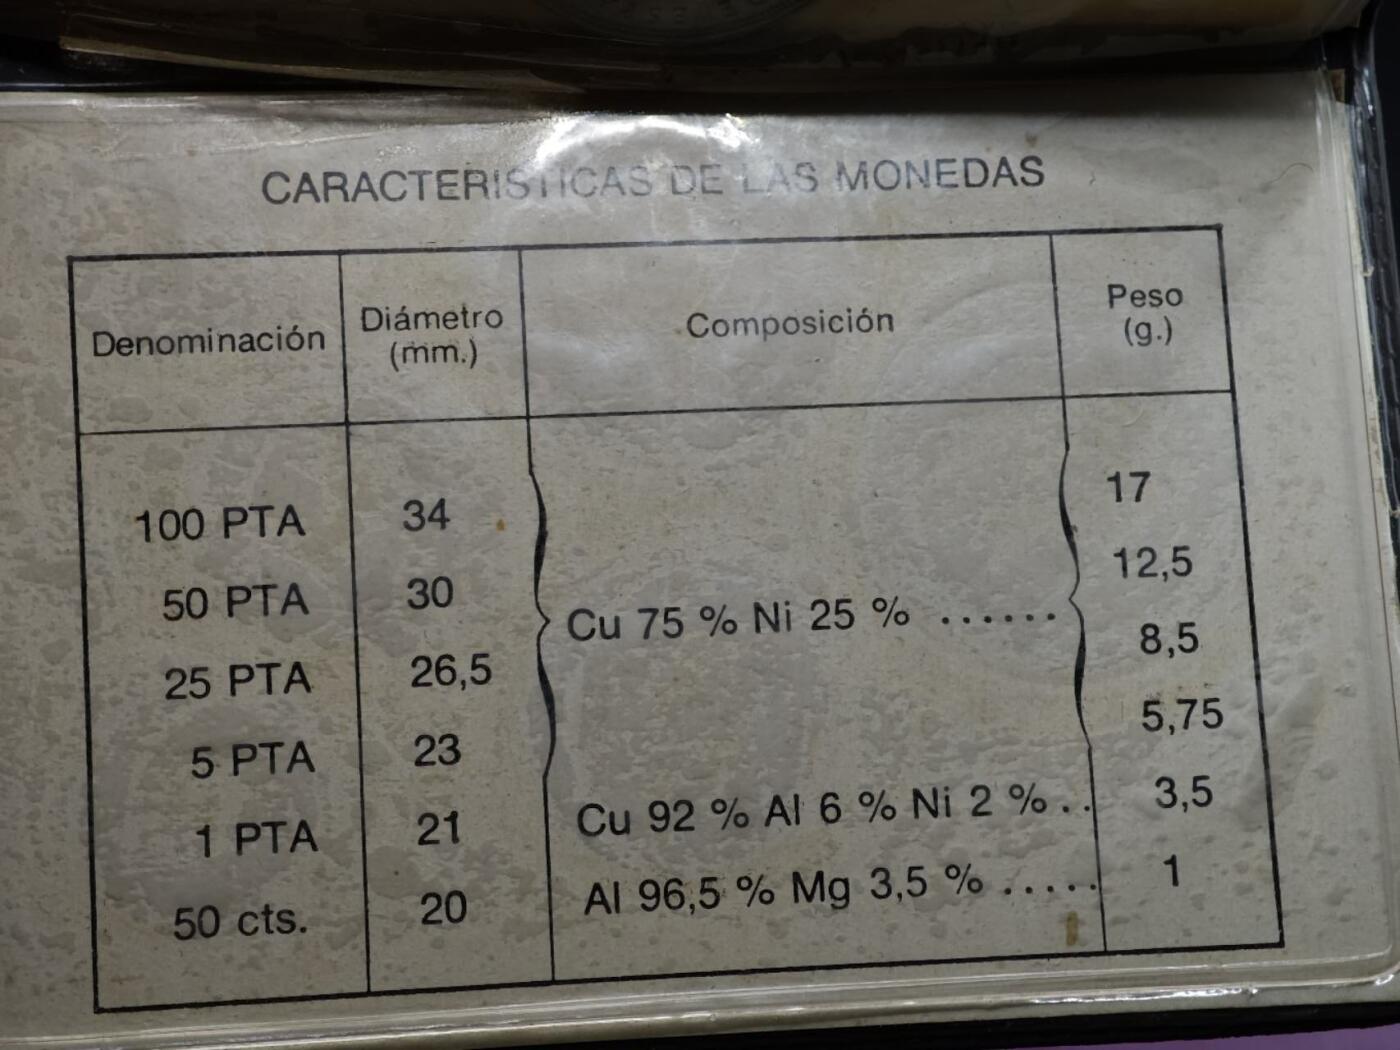 CARACTERISTICAS DE LAS MONEDAS
Denominación Diámetro (mm.) Composición Peso (g.)
100 PTA 34 17
50 PTA 30 12,5
Cu 75 % Ni 25 % ......
25 PTA 26,5 8,5
5 PTA 23 5,75
1 PTA 21 Cu 92 % Al 6 % Ni 2 % .. 3,5
50 cts. 20 Al 96,5 % Mg 3,5 % ..... 1